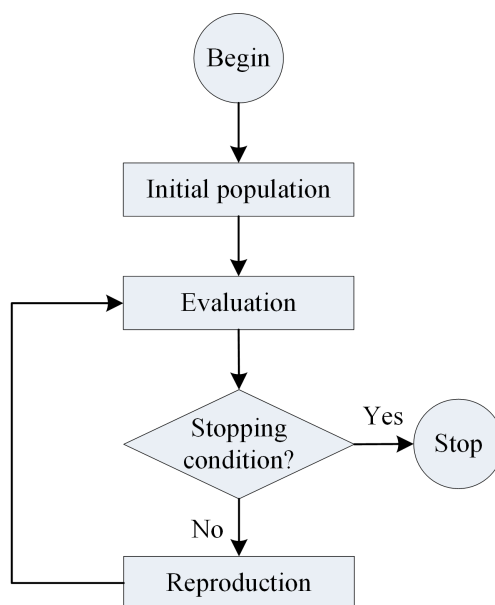 Begin
Initial population
Evaluation
Stopping
condition?
Yes
Stop
No
Reproduction